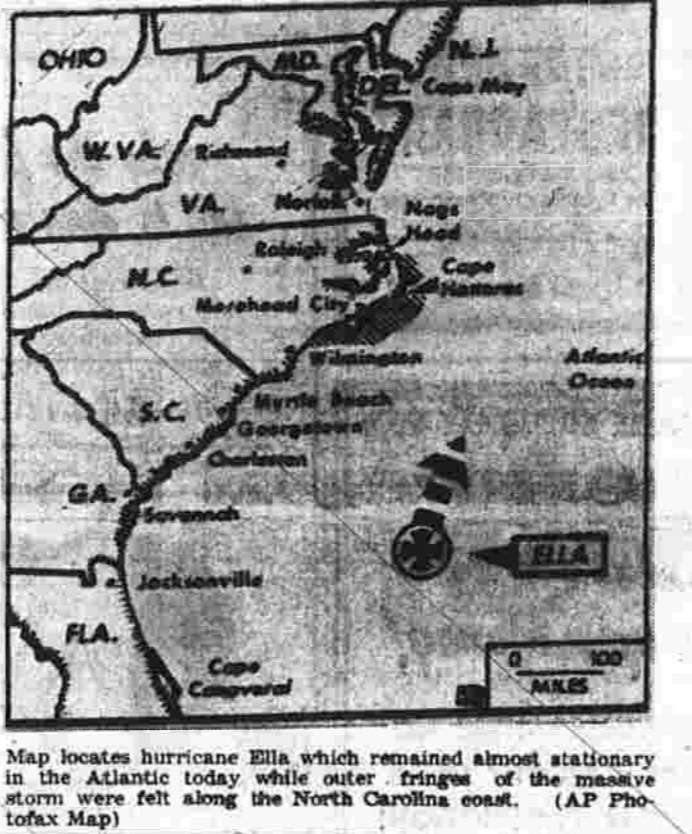 OHIO
MD.
N.J.
DEL.
Cape May
W.VA.
Richmond
VA.
Norfolk
Nags
Head
Raleigh
N.C.
Cape
Hatteras
Morehead City
Wilmington
Atlantic
Ocean
Myrtle Beach
S.C.
Georgetown
Charleston
GA.
Savannah
ELLA
Jacksonville
FLA.
Cape
Canaveral
0 100
MILES
Map locates hurricane Ella which remained almost stationary
in the Atlantic today while outer fringes of the massive
storm were felt along the North Carolina coast. (AP Pho-
tofax Map)